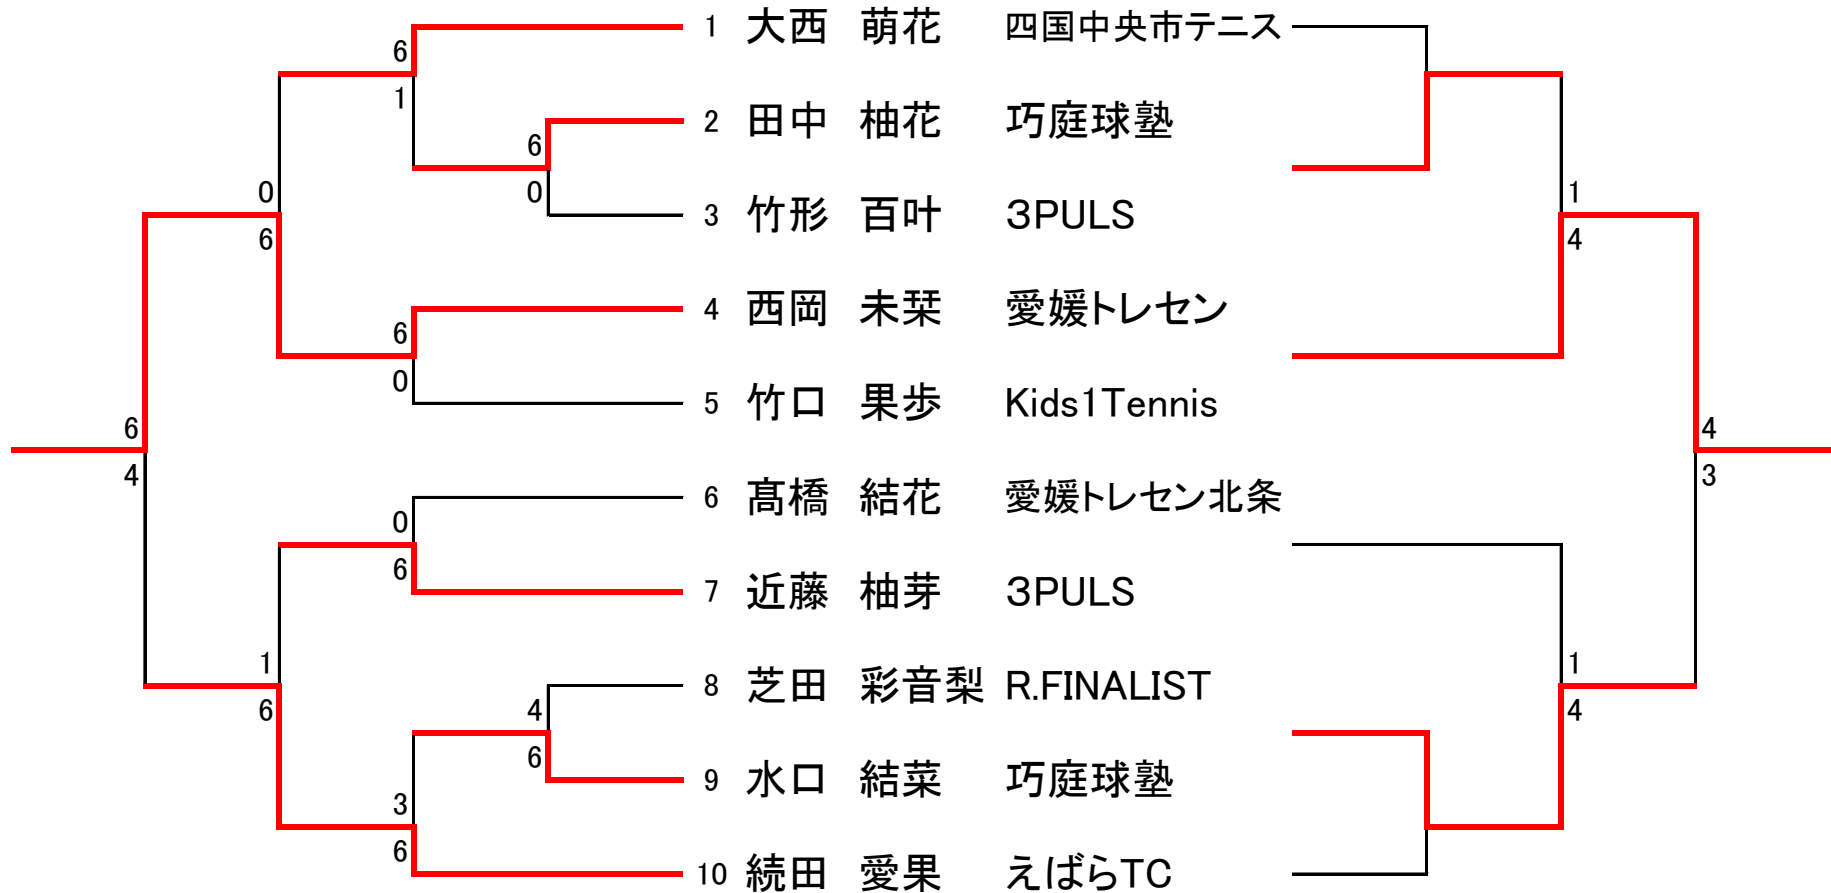 1 大西 萌花 四国中央市テニス
6
1
2 田中 柚花 巧庭球塾
6
0
0
1
3 竹形 百叶 3PULS
6
4
4 西岡 未栞 愛媛トレセン
6
0
5 竹口 果歩 Kids1Tennis
6
4
4
3
6 髙橋 結花 愛媛トレセン北条
0
6
7 近藤 柚芽 3PULS
1
1
8 芝田 彩音梨 R.FINALIST
6
4
4
6
9 水口 結菜 巧庭球塾
3
6
10 続田 愛果 えばらTC